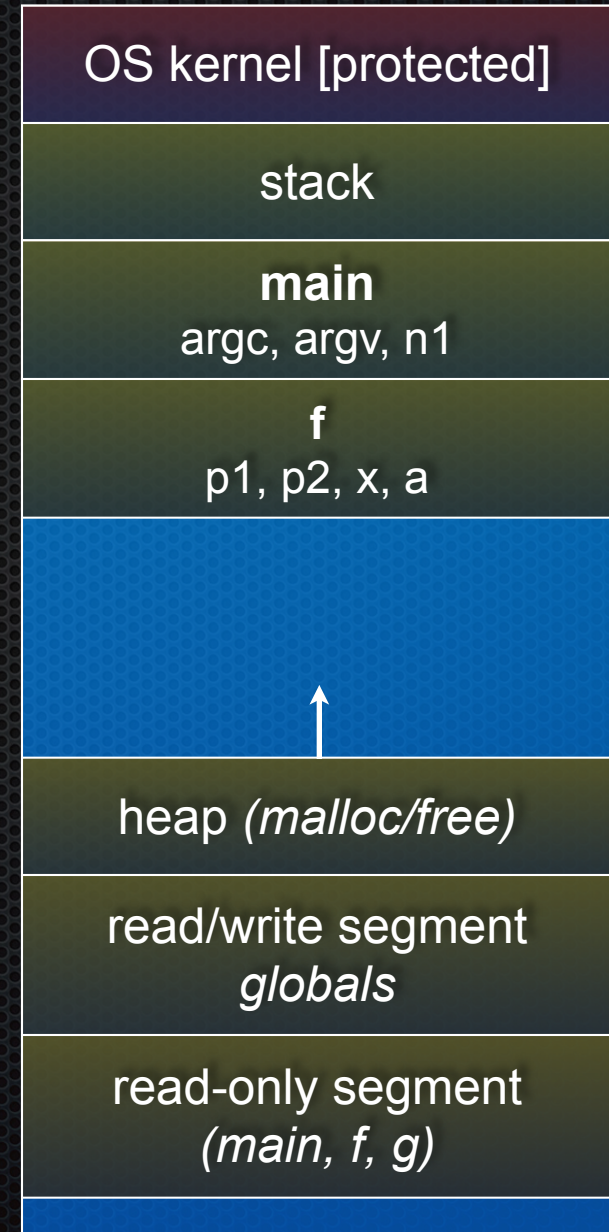 OS kernel [protected]
stack
main
argc, argv, n1
f
p1, p2, x, a
heap (malloc/free)
read/write segment
globals
read-only segment
(main, f, g)